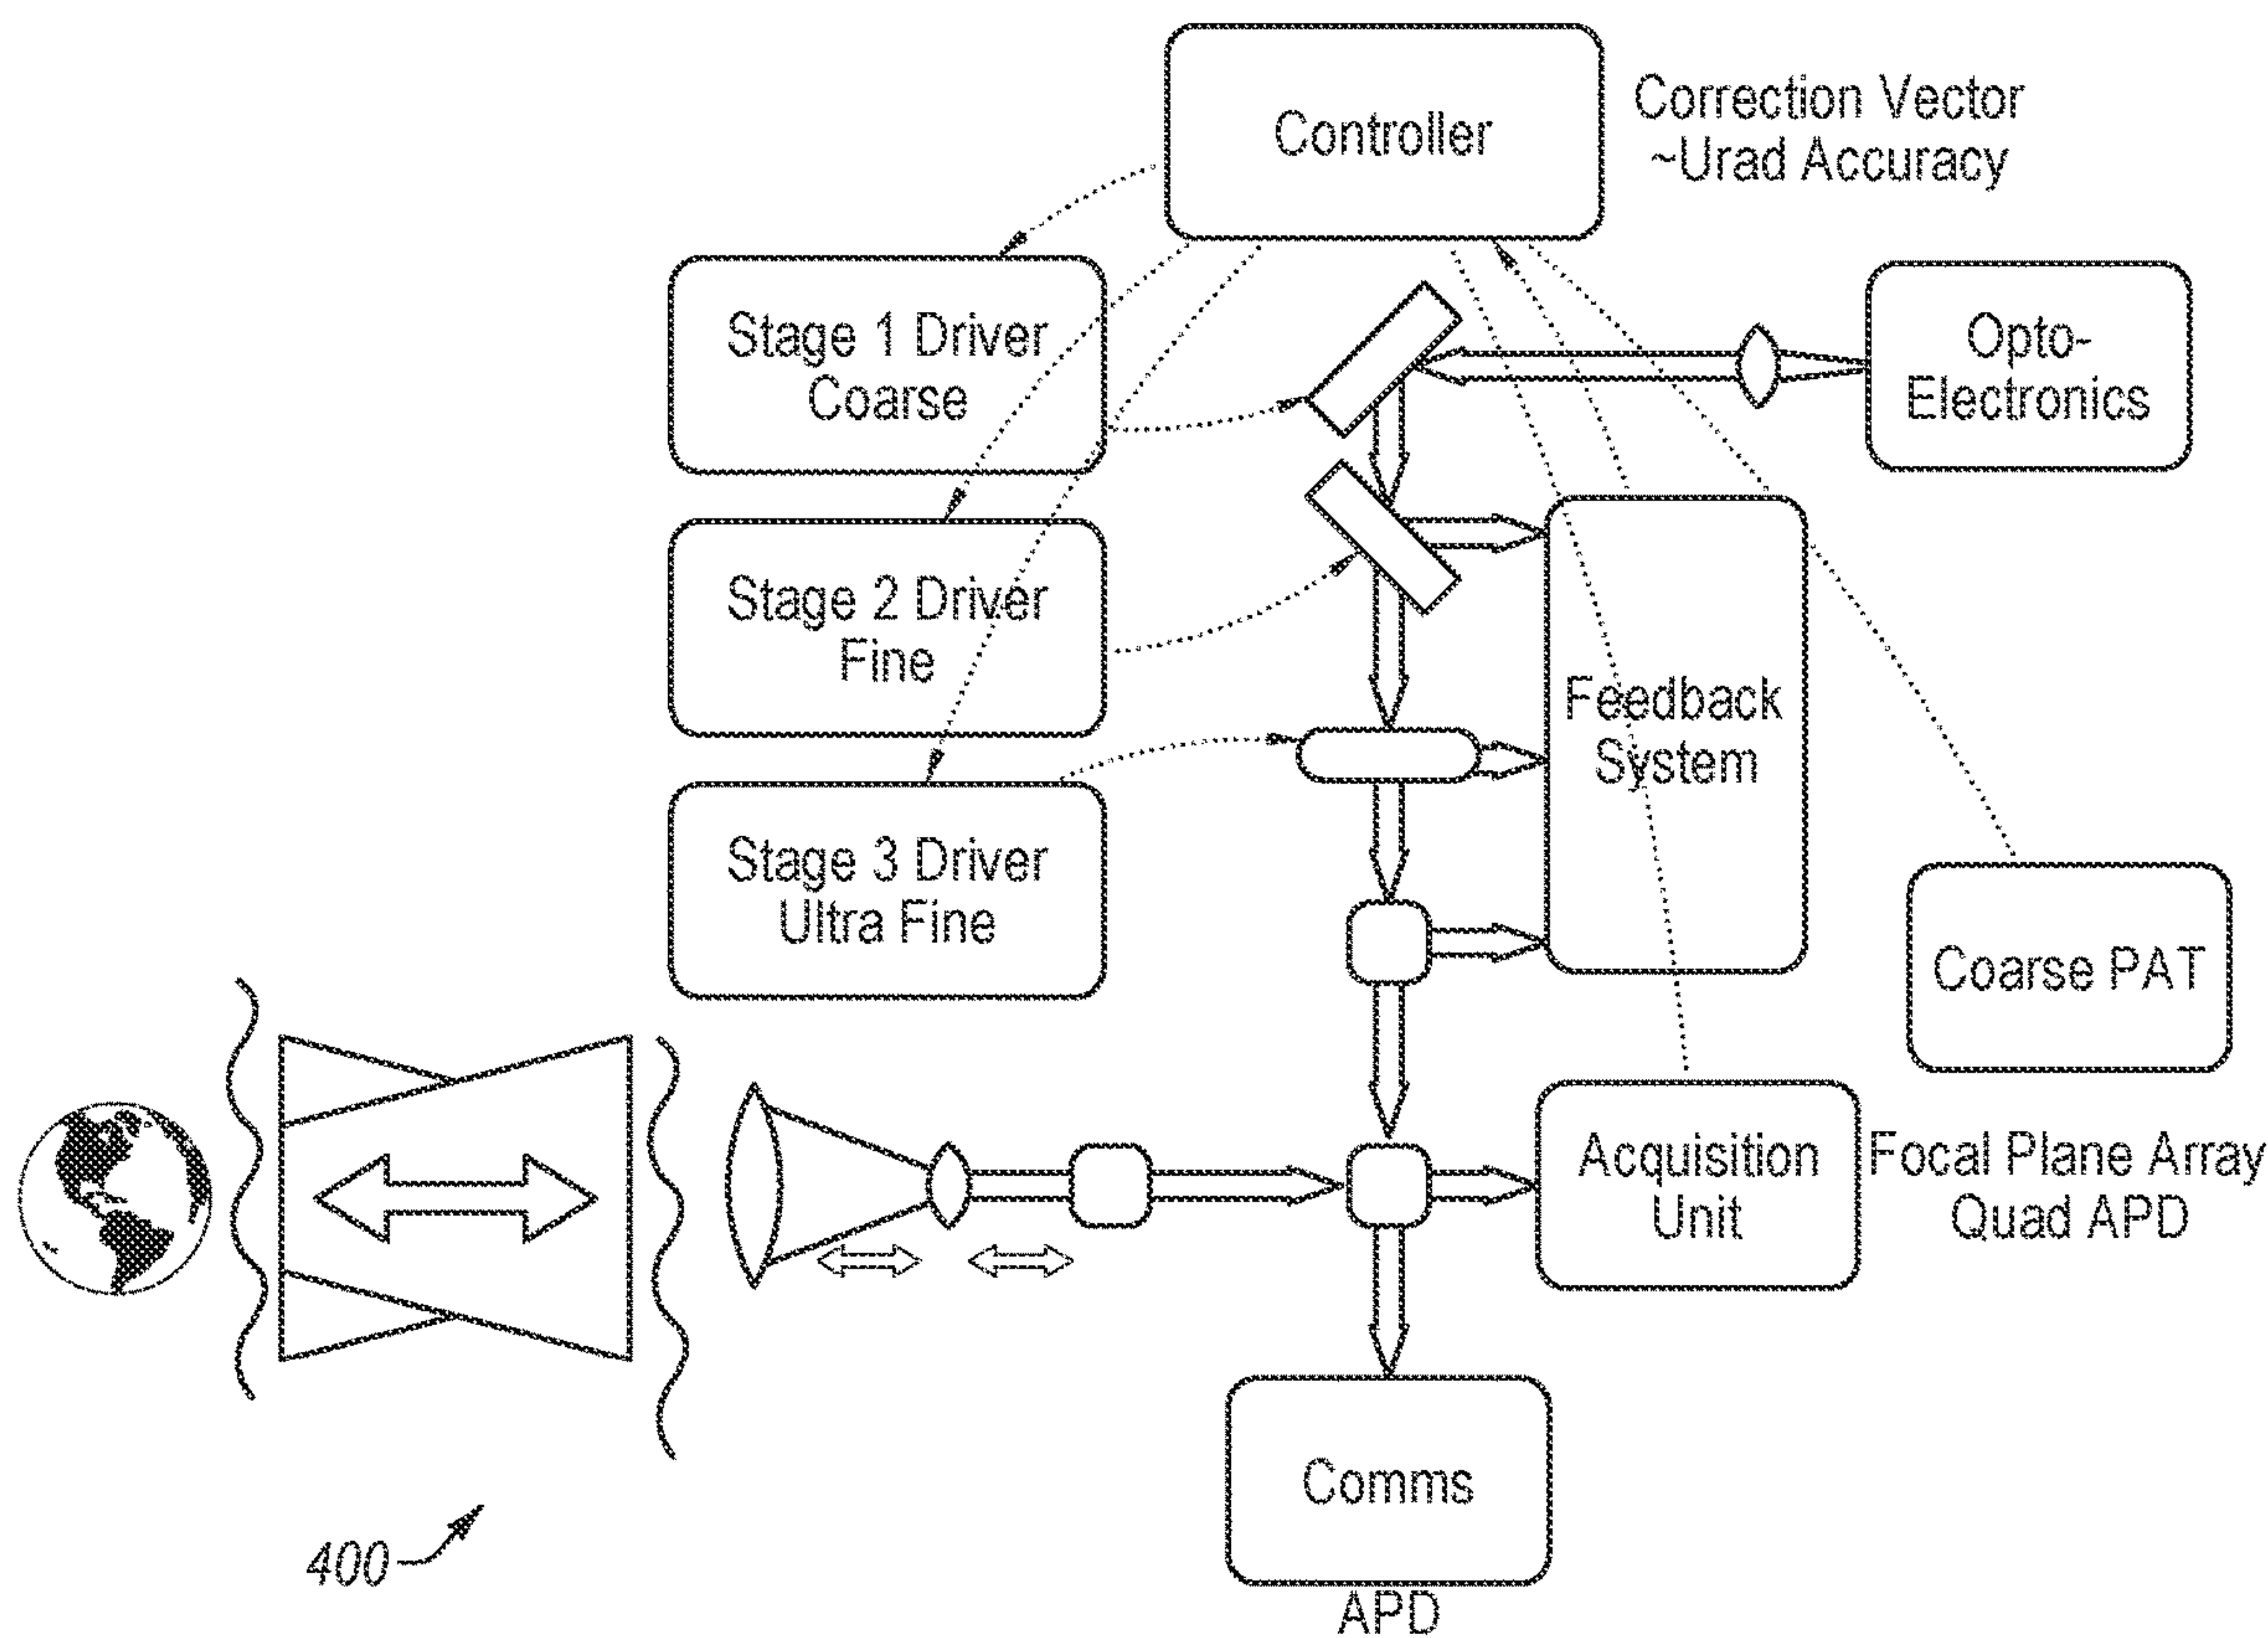 Controller
Correction Vector
~Urad Accuracy
Stage 1 Driver
Coarse
Opto-
Electronics
Stage 2 Driver
Fine
Feedback
System
Stage 3 Driver
Ultra Fine
Coarse PAT
Acquisition
Unit
Focal Plane Array
Quad APD
Comms
APD
400